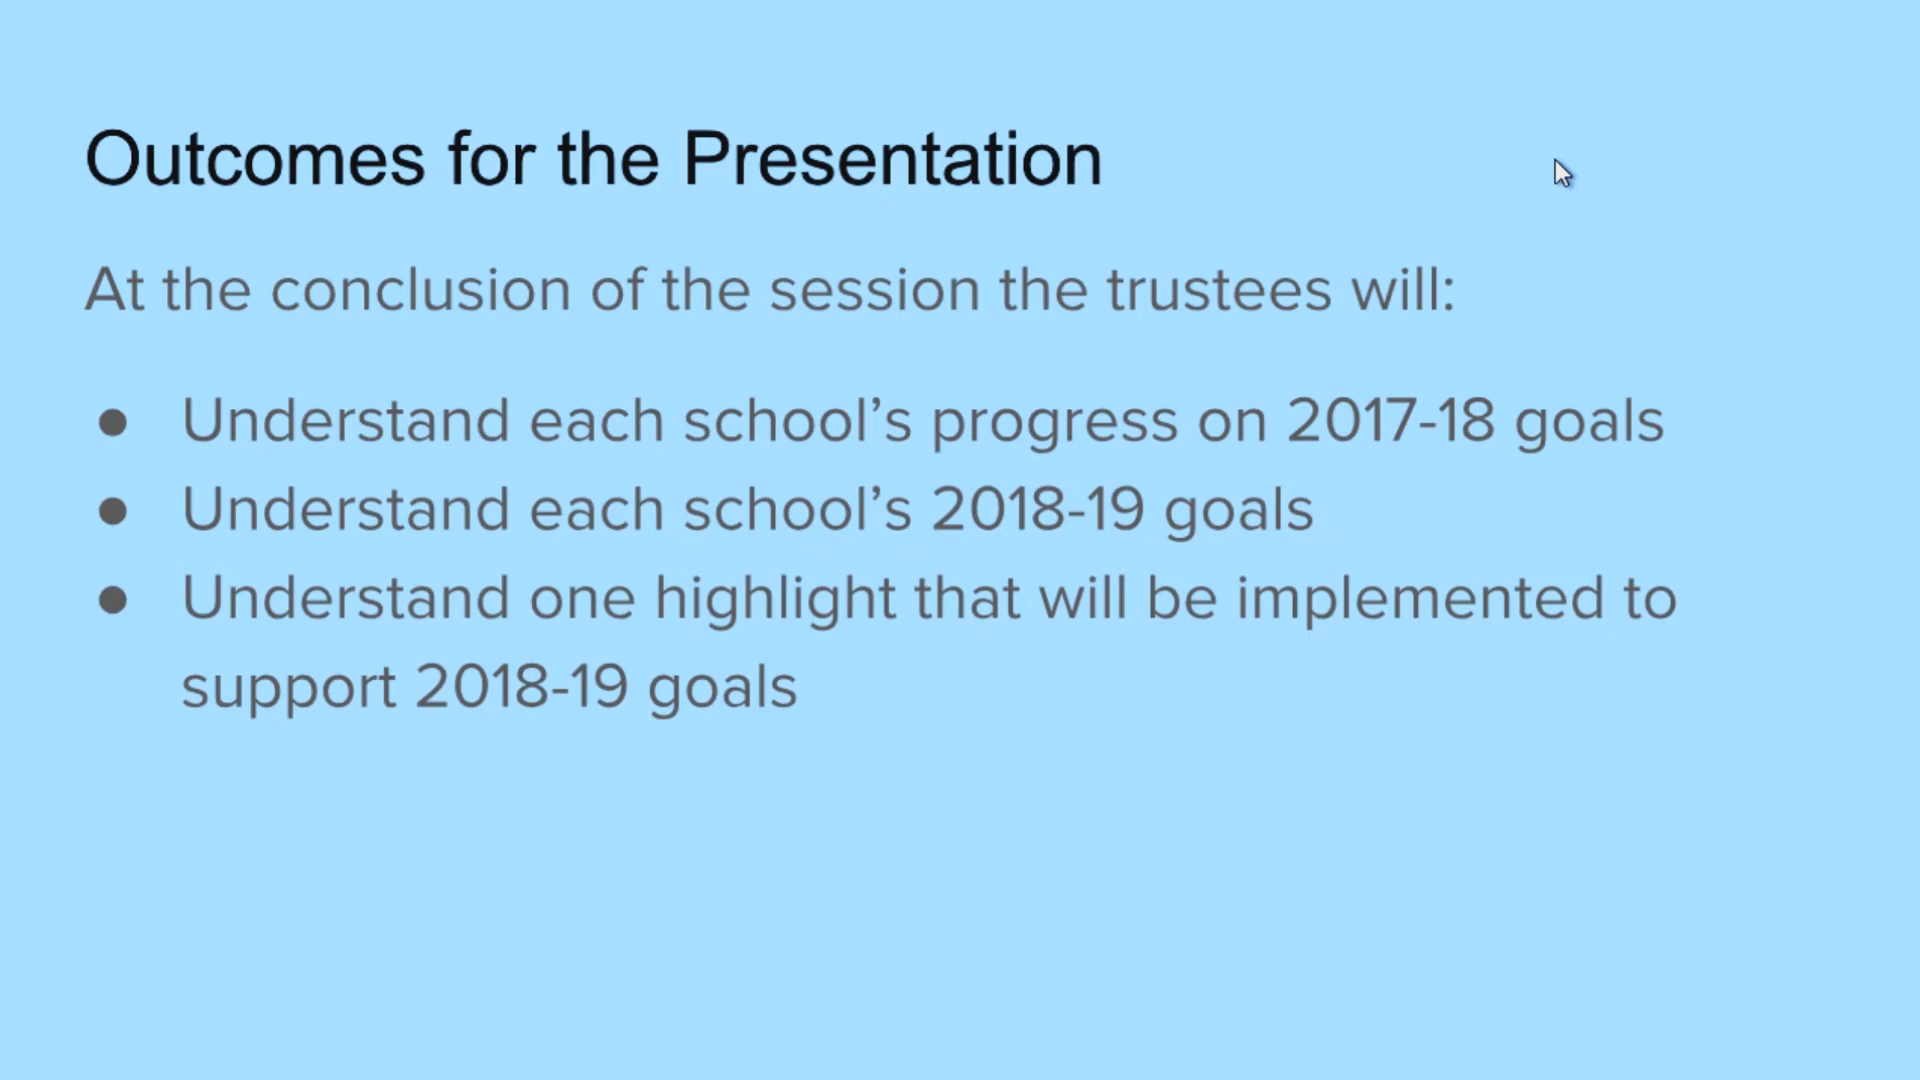 Outcomes for the Presentation
At the conclusion of the session the trustees will:
● Understand each school’s progress on 2017-18 goals
● Understand each school’s 2018-19 goals
● Understand one highlight that will be implemented to
support 2018-19 goals